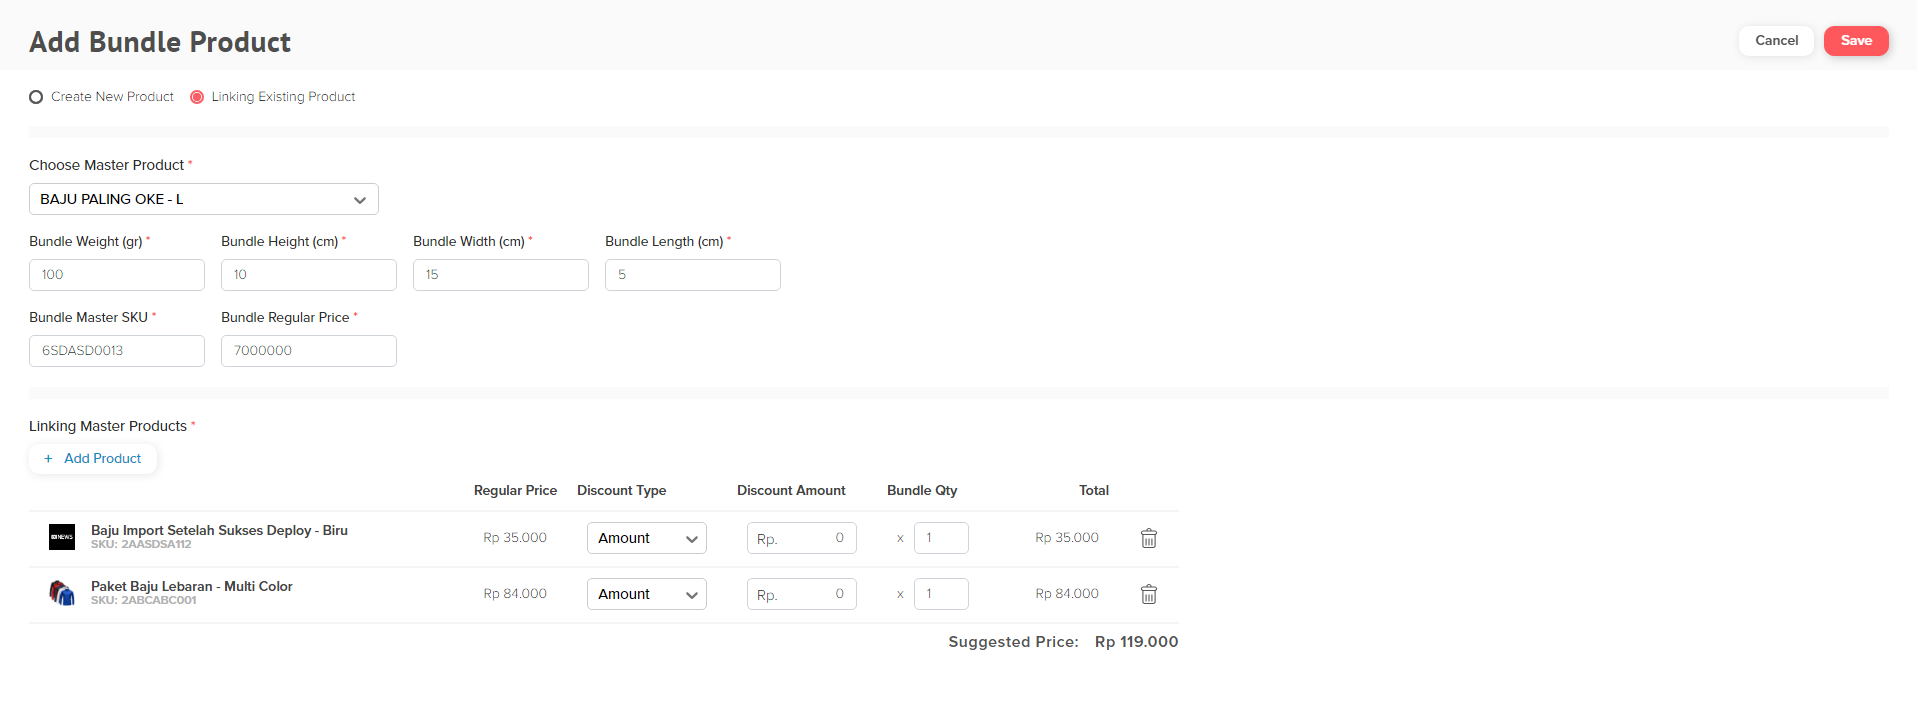 Add Bundle Product
Cancel
Save
Create New Product
Linking Existing Product
Choose Master Product *
BAJU PALING OKE - L
Bundle Weight (gr) * Bundle Height (cm) * Bundle Width (cm) * Bundle Length (cm) *
100 10 15 5
Bundle Master SKU * Bundle Regular Price *
6SDASD0013 7000000
Linking Master Products *
+ Add Product
Regular Price Discount Type Discount Amount Bundle Qty Total
NEWS
Baju Import Setelah Sukses Deploy - Biru
SKU: 2AASDSA112
Rp 35.000 Amount Rp. 0 x 1 Rp 35.000
Paket Baju Lebaran - Multi Color
SKU: 2ABCABC001
Rp 84.000 Amount Rp. 0 x 1 Rp 84.000
Suggested Price: Rp 119.000